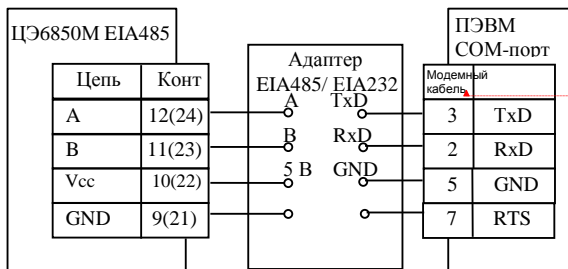 ЦЭ6850М EIA485
Цепь Конт
A 12(24)
B 11(23)
Vcc 10(22)
GND 9(21)
Адаптер
EIA485/ EIA232
A TxD
B RxD
5 В GND
ПЭВМ
СОМ-порт
Модемный
кабель
3 TxD
2 RxD
5 GND
7 RTS